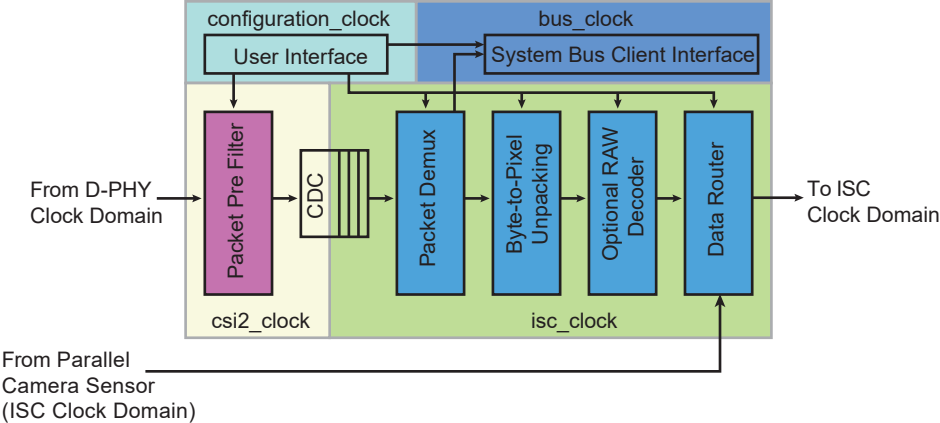 configuration_clock
bus_clock
User Interface
System Bus Client Interface
From D-PHY
Clock Domain
Packet Pre Filter
CDC
Packet Demux
Byte-to-Pixel
Unpacking
Optional RAW
Decoder
Data Router
To ISC
Clock Domain
csi2_clock
isc_clock
From Parallel
Camera Sensor
(ISC Clock Domain)